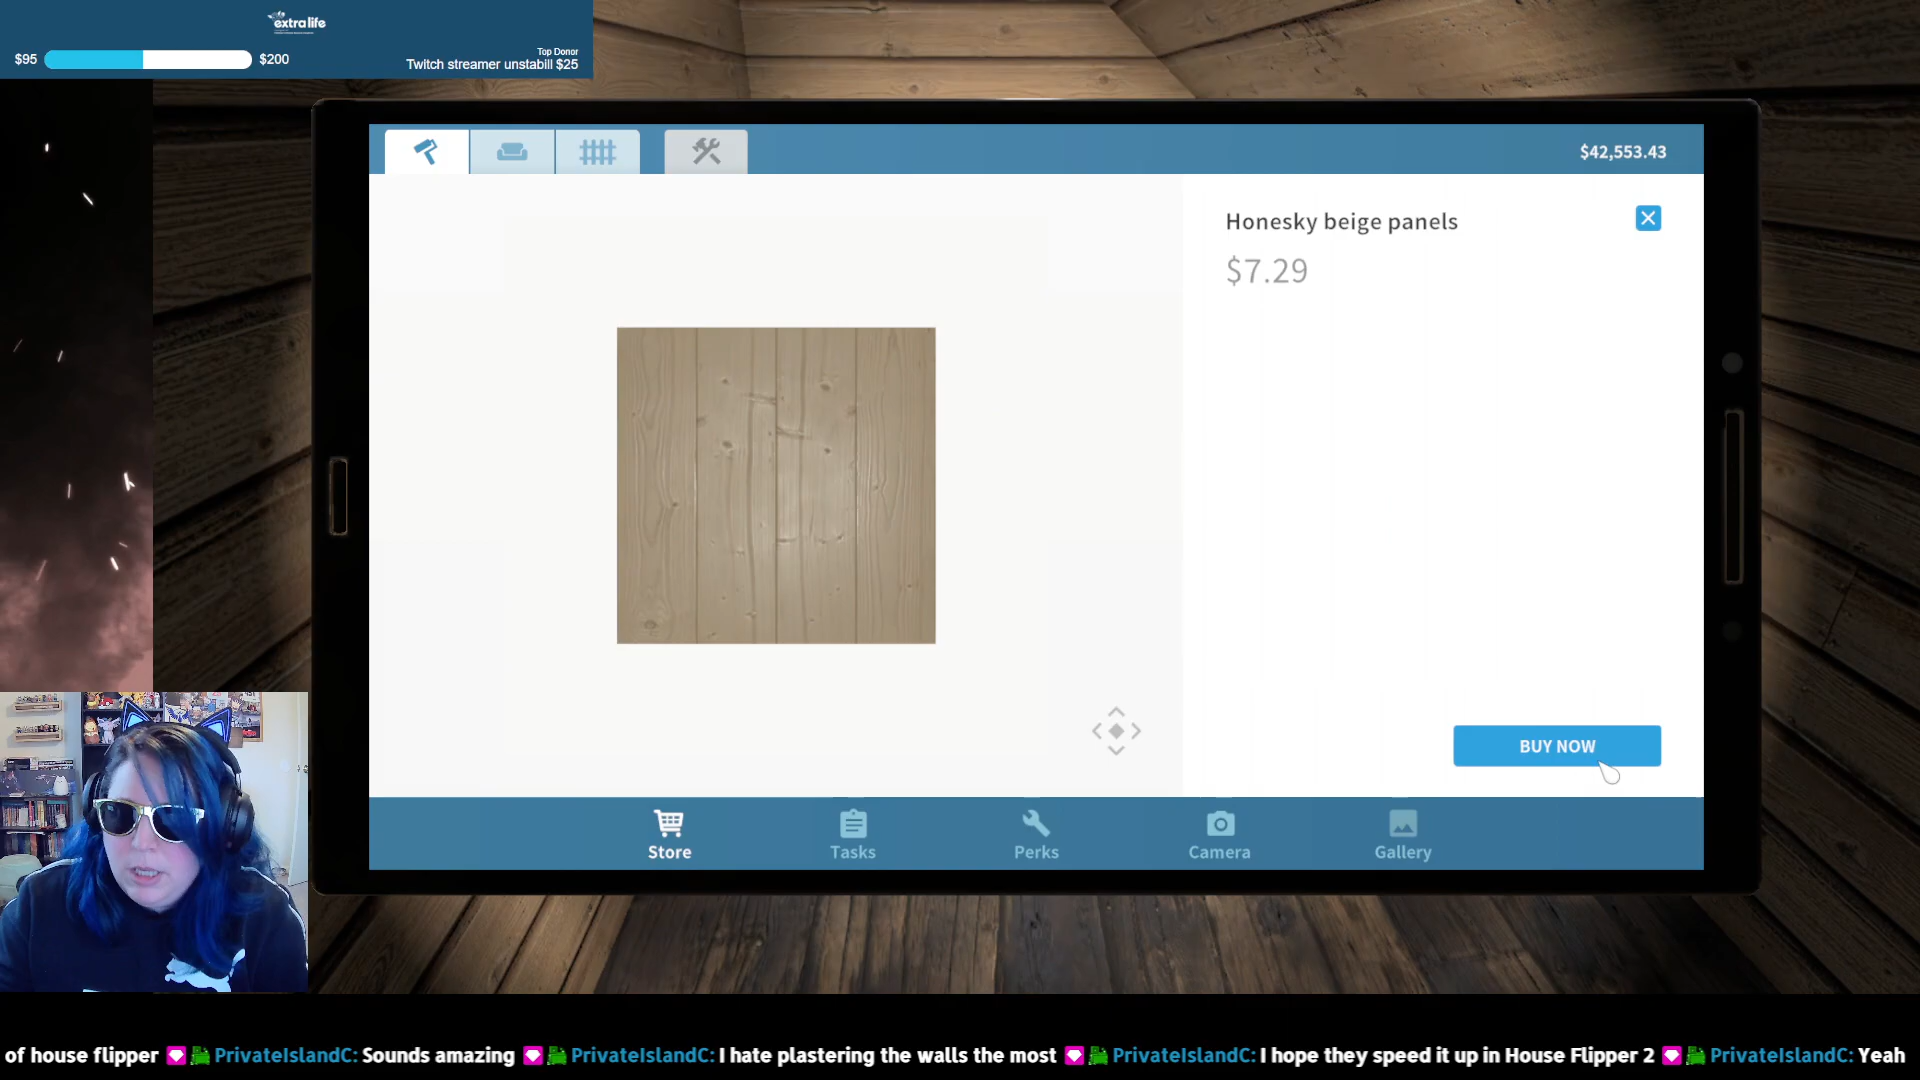 extralife
$95
$200
Top Donor
Twitch streamer unstabill $25
$42,553.43
Honesky beige panels
$7.29
BUY NOW
Store
Tasks
Perks
Camera
Gallery
of house flipper PrivateIslandC: Sounds amazing PrivateIslandC: I hate plastering the walls the most PrivateIslandC: I hope they speed it up in House Flipper 2 PrivateIslandC: Yeah